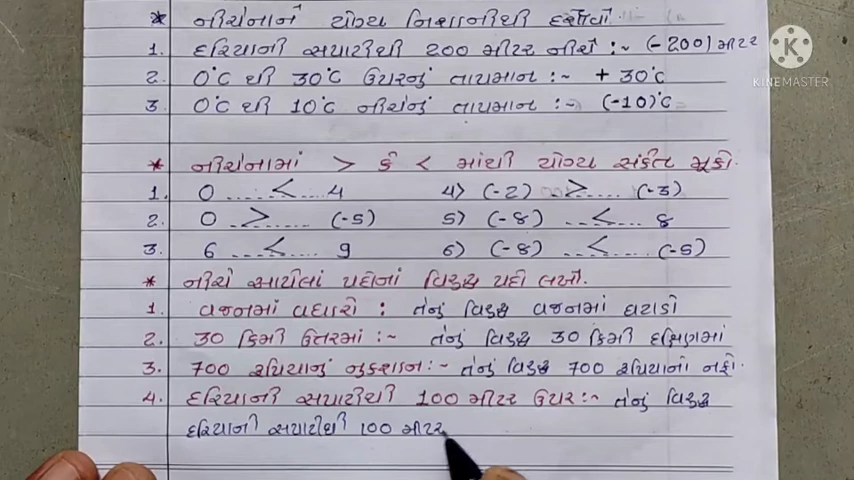 * નીચેનાને યોગ્ય નિશાનીથી દર્શાવો
1. દરિયાની સપાટીથી 200 મીટર નીચે :~ (-200) મીટર
2. 0°C થી 30°C ઉપરનું તાપમાન :~ + 30°C
3. 0°C થી 10°C નીચેનું તાપમાન :~ (-10)°C
* નીચેનામાં > કે < માંથી યોગ્ય સંકેત મૂકો.
1. 0 ......<...... 4 4) (-2) ....>..... (-3)
2. 0 ...>..... (-5) 5) (-8) ...<..... 8
3. 6 ....<..... 9 6) (-8) ....<..... (-5)
* નીચે આપેલાં પદોનાં વિરુદ્ધ પદો લખો.
1. વજનમાં વધારો : તેનું વિરુદ્ધ વજનમાં ઘટાડો
2. 30 કિમી ઉત્તરમાં :~ તેનું વિરુદ્ધ 30 કિમી દક્ષિણમાં
3. 700 રૂપિયાનું નુકશાન :~ તેનું વિરુદ્ધ 700 રૂપિયાનો નફો.
4. દરિયાની સપાટીથી 100 મીટર ઉપર :~ તેનું વિરુદ્ધ
દરિયાની સપાટીથી 100 મીટર
KINEMASTER